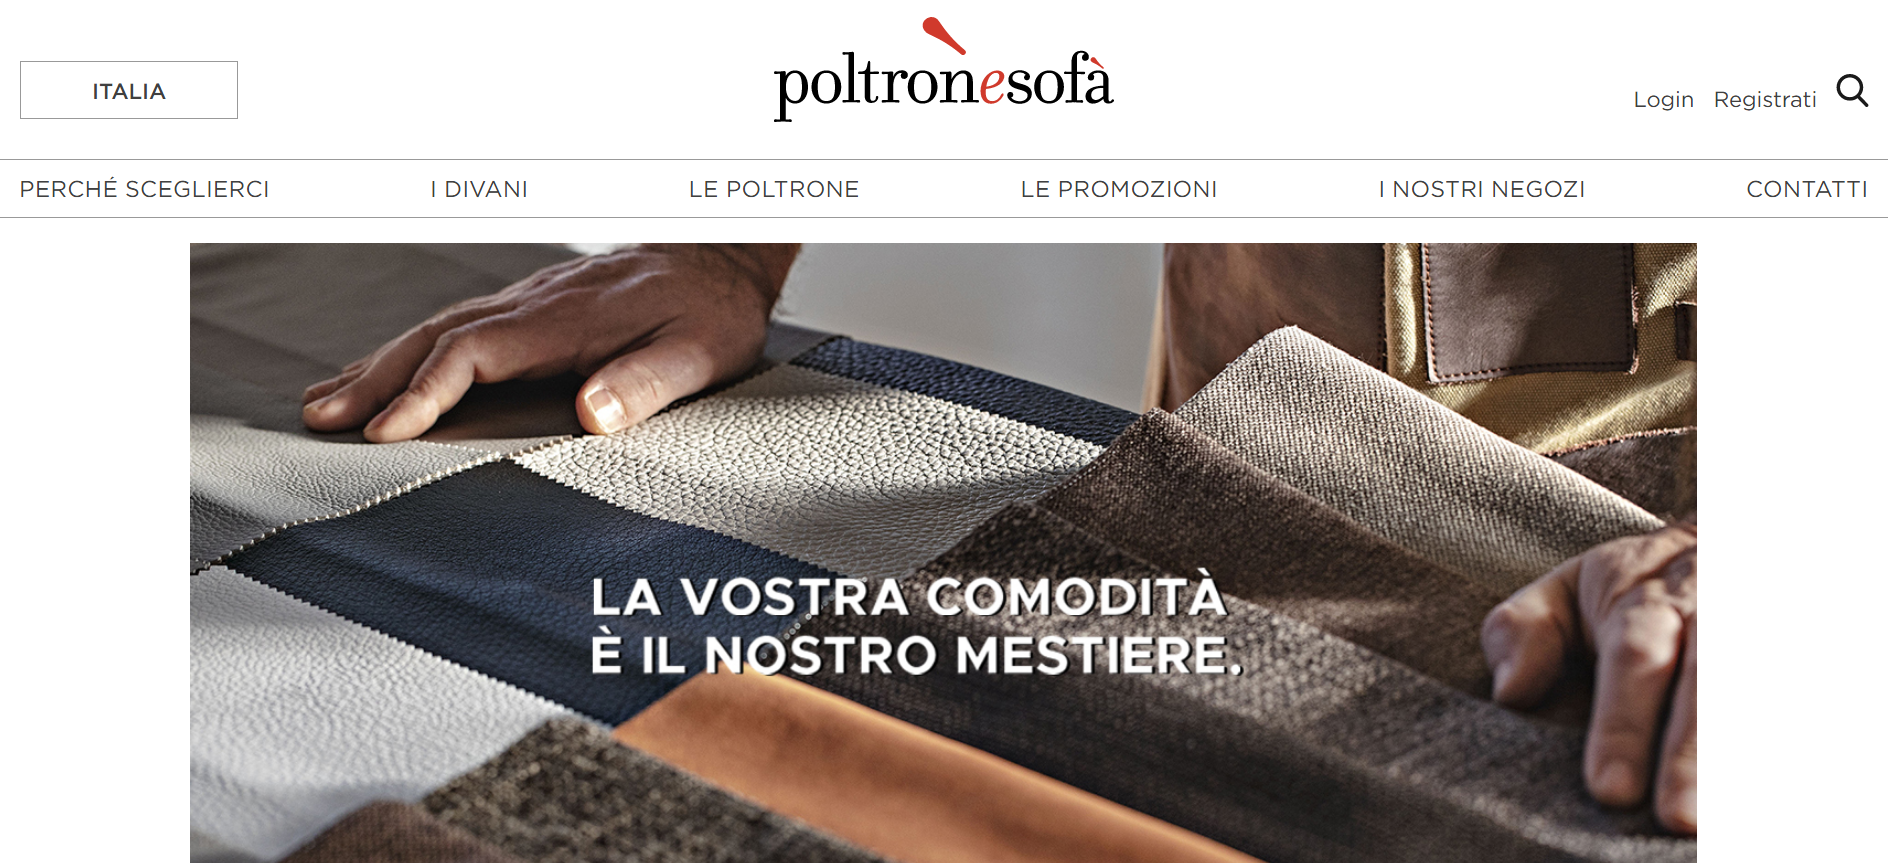 ITALIA
poltronesofà
Login Registrati
PERCHÉ SCEGLIERCI I DIVANI LE POLTRONE LE PROMOZIONI I NOSTRI NEGOZI CONTATTI
LA VOSTRA COMODITÀ
È IL NOSTRO MESTIERE.